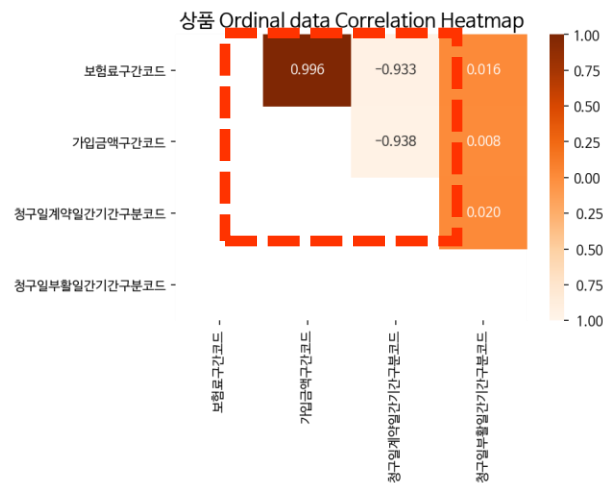 상품 Ordinal data Correlation Heatmap
보험료구간코드
가입금액구간코드
청구일계약일간기간구분코드
청구일부활일간기간구분코드
0.996
−0.933
0.016
−0.938
0.008
0.020
1.00
0.75
0.50
0.25
0.00
0.25
0.50
0.75
1.00
보험료구간코드
가입금액구간코드
청구일계약일간기간구분코드
청구일부활일간기간구분코드